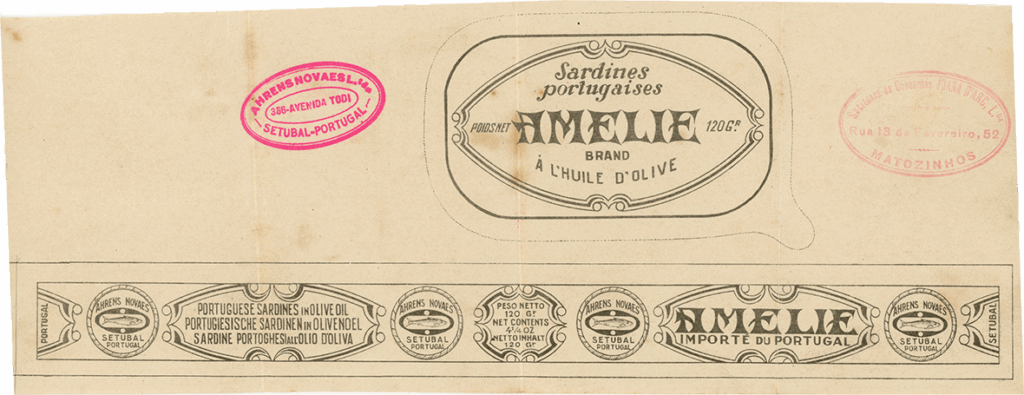 AHRENS NOVAES L.tda
386-AVENIDA TODI
SETUBAL-PORTUGAL
Sardines
portugaises
POIDS NET AMELIE 120 GR
BRAND
À L'HUILE D'OLIVE
JEANNE D'ARC, L.da
Rua 13 de Fevereiro, 52
MATOZINHOS
PORTUGAL
AHRENS NOVAES
SETUBAL
PORTUGAL
PORTUGUESE SARDINES IN OLIVE OIL
PORTUGIESISCHE SARDINEN IN OLIVENOEL
SARDINE PORTOGHESI ALL'OLIO D'OLIVA
AHRENS NOVAES
SETUBAL
PORTUGAL
PESO NETTO
120 Gr
NET CONTENTS
4¼ OZ
NETTO INHALT
120 Gr
AHRENS NOVAES
SETUBAL
PORTUGAL
AMELIE
IMPORTÉ DU PORTUGAL
AHRENS NOVAES
SETUBAL
PORTUGAL
SETUBAL